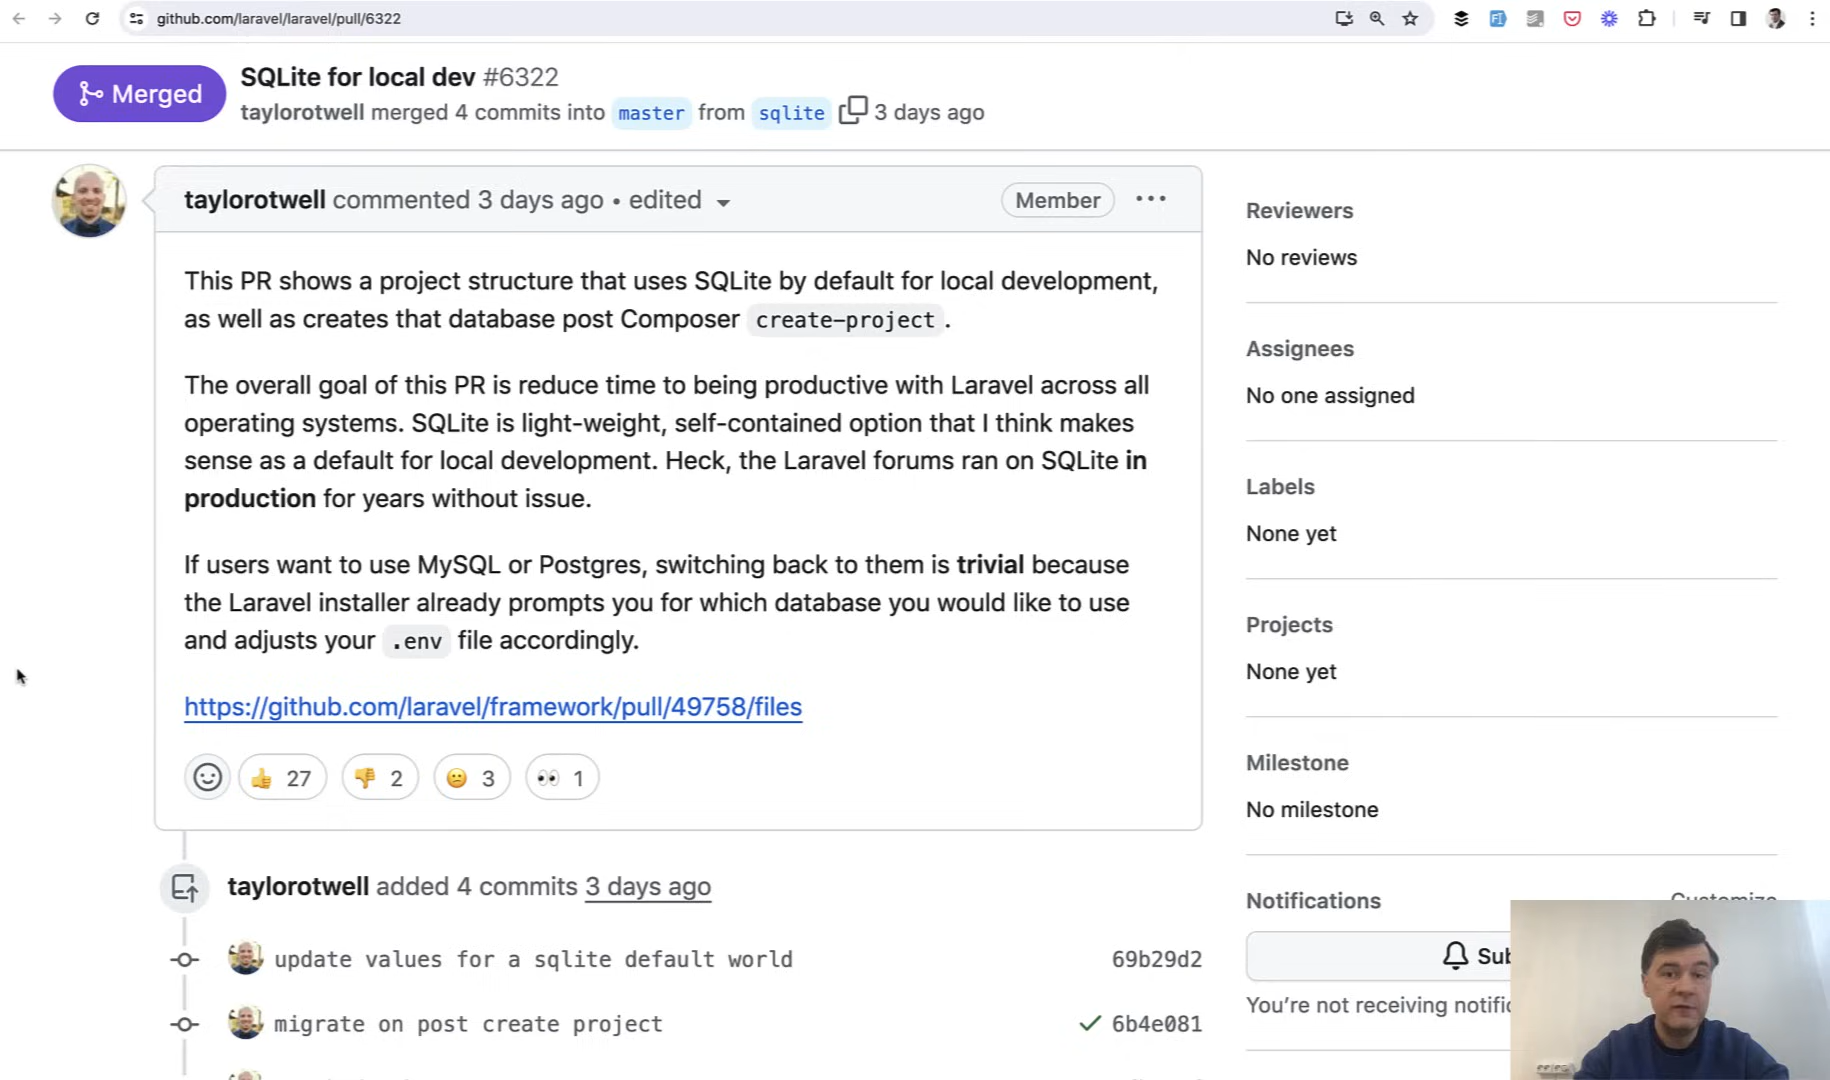 github.com/laravel/laravel/pull/6322
Merged
SQLite for local dev #6322
taylorotwell merged 4 commits into master from sqlite 3 days ago
taylorotwell commented 3 days ago • edited
Member
This PR shows a project structure that uses SQLite by default for local development,
as well as creates that database post Composer create-project.
The overall goal of this PR is reduce time to being productive with Laravel across all
operating systems. SQLite is light-weight, self-contained option that I think makes
sense as a default for local development. Heck, the Laravel forums ran on SQLite in
production for years without issue.
If users want to use MySQL or Postgres, switching back to them is trivial because
the Laravel installer already prompts you for which database you would like to use
and adjusts your .env file accordingly.
https://github.com/laravel/framework/pull/49758/files
27 2 3 1
taylorotwell added 4 commits 3 days ago
update values for a sqlite default world 69b29d2
migrate on post create project 6b4e081
Reviewers
No reviews
Assignees
No one assigned
Labels
None yet
Projects
None yet
Milestone
No milestone
Notifications Customize
Sub
You're not receiving notific